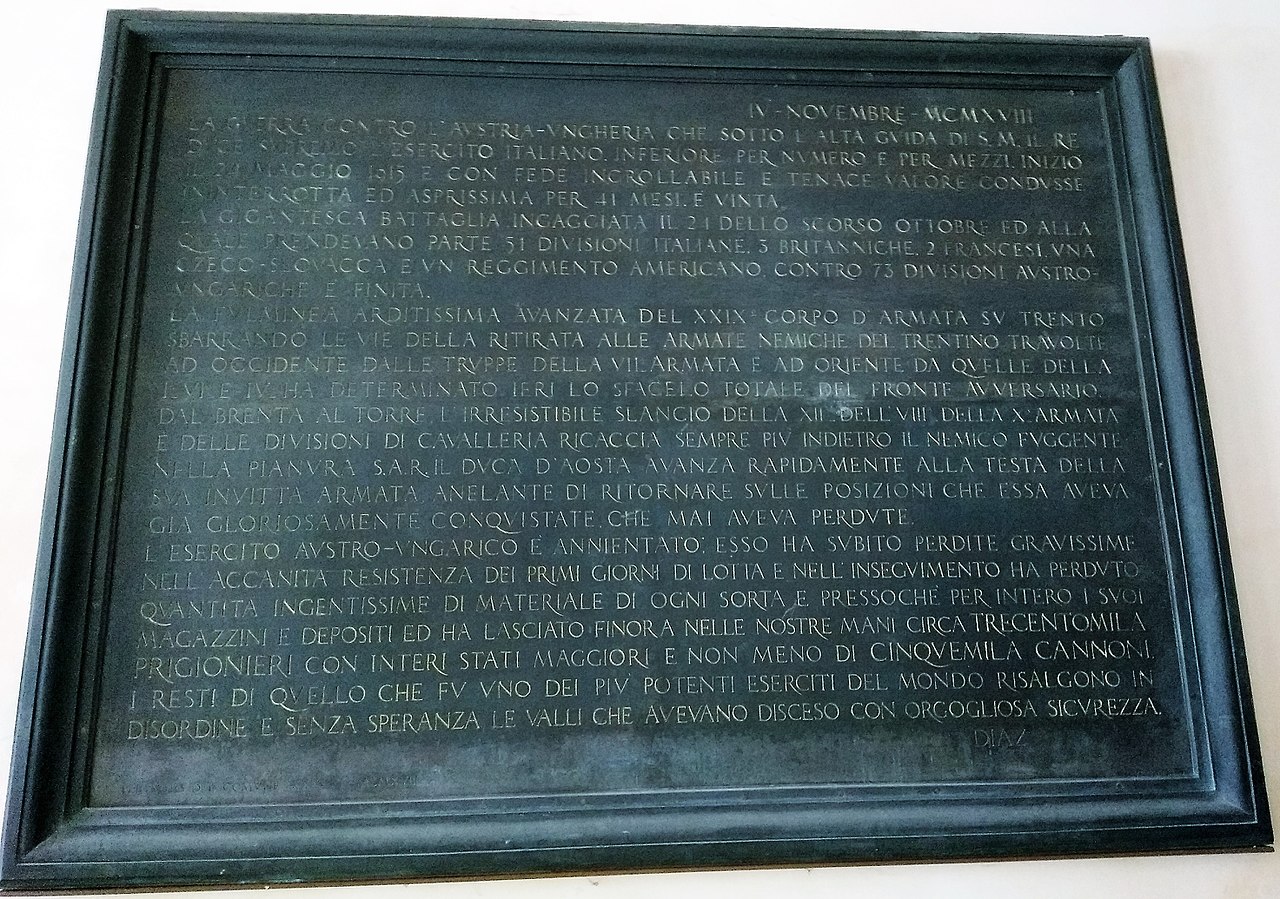 IV - NOVEMBRE - MCMXVIII
LA GVERRA CONTRO L'AVSTRIA-VNGHERIA CHE SOTTO L'ALTA GVIDA DI S.M. IL RE
DVCE SVPREMO L'ESERCITO ITALIANO, INFERIORE PER NVMERO E PER MEZZI, INIZIO
IL 24 MAGGIO 1915 E CON FEDE INCROLLABILE E TENACE VALORE CONDVSSE
ININTERROTTA ED ASPRISSIMA PER 41 MESI, E VINTA.
LA GIGANTESCA BATTAGLIA INGAGGIATA IL 24 DELLO SCORSO OTTOBRE ED ALLA
QVALE PRENDEVANO PARTE 51 DIVISIONI ITALIANE, 3 BRITANNICHE, 2 FRANCESI, VNA
CZECO-SLOVACCA E VN REGGIMENTO AMERICANO, CONTRO 73 DIVISIONI AVSTRO-
VNGARICHE E FINITA.
LA FVLMINEA ARDITISSIMA AVANZATA DEL XXIX° CORPO D'ARMATA SV TRENTO
SBARRANDO LE VIE DELLA RITIRATA ALLE ARMATE NEMICHE DEL TRENTINO TRAVOLTE
AD OCCIDENTE DALLE TRVPPE DELLA VII ARMATA E AD ORIENTE DA QVELLE DELLA
I, VI E IV, HA DETERMINATO IERI LO SFACELO TOTALE DEL FRONTE AVVERSARIO.
DAL BRENTA AL TORRE L'IRRESISTIBILE SLANCIO DELLA XII, DELL'VIII, DELLA X ARMATA
E DELLE DIVISIONI DI CAVALLERIA RICACCIA SEMPRE PIV INDIETRO IL NEMICO FVGGENTE
NELLA PIANVRA S.A.R. IL DVCA D'AOSTA AVANZA RAPIDAMENTE ALLA TESTA DELLA
SVA INVITTA ARMATA, ANELANTE DI RITORNARE SVLLE POSIZIONI CHE ESSA AVEVA
GIA GLORIOSAMENTE CONQVISTATE, CHE MAI AVEVA PERDVTE.
L'ESERCITO AVSTRO-VNGARICO E ANNIENTATO: ESSO HA SVBITO PERDITE GRAVISSIME
NELL'ACCANITA RESISTENZA DEI PRIMI GIORNI DI LOTTA E NELL'INSEGVIMENTO HA PERDVTO
QVANTITA INGENTISSIME DI MATERIALE DI OGNI SORTA E PRESSOCHÉ PER INTERO I SVOI
MAGAZZINI E DEPOSITI ED HA LASCIATO FINORA NELLE NOSTRE MANI CIRCA TRECENTOMILA
PRIGIONIERI CON INTERI STATI MAGGIORI E NON MENO DI CINQVEMILA CANNONI.
I RESTI DI QVELLO CHE FV VNO DEI PIV POTENTI ESERCITI DEL MONDO RISALGONO IN
DISORDINE E SENZA SPERANZA LE VALLI CHE AVEVANO DISCESO CON ORGOGLIOSA SICVREZZA.
DIAZ